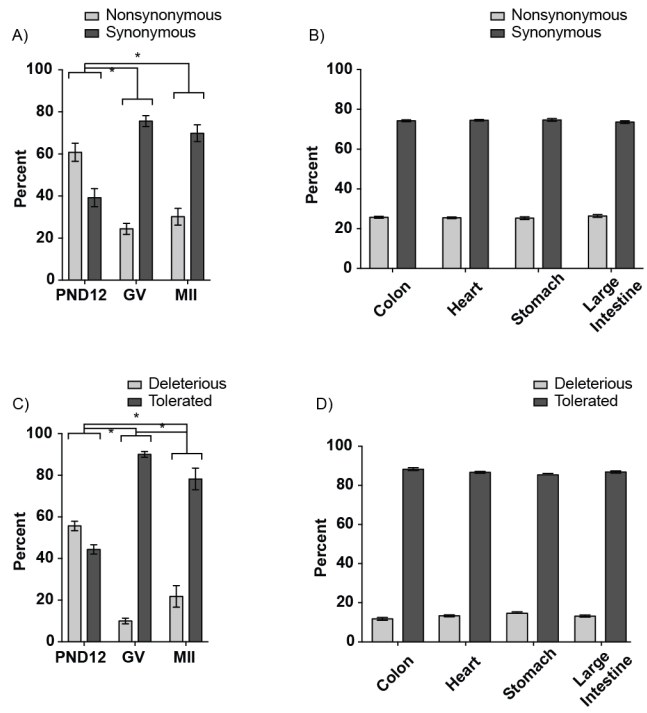 A)
Nonsynonymous
Synonymous
*
*
100
80
60
40
20
0
Percent
PND12 GV MII
B)
Nonsynonymous
Synonymous
100
80
60
40
20
0
Percent
Colon
Heart
Stomach
Large
Intestine
C)
Deleterious
Tolerated
*
* *
100
80
60
40
20
0
Percent
PND12 GV MII
D)
Deleterious
Tolerated
100
80
60
40
20
0
Percent
Colon
Heart
Stomach
Large
Intestine